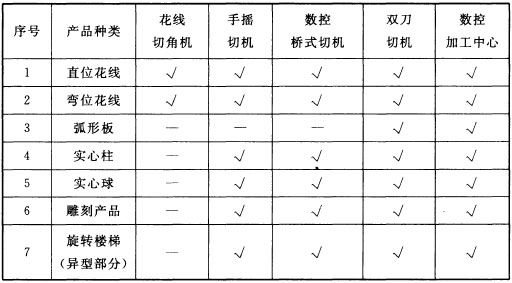 序号 产品种类 花线切角机 手摇切机 数控桥式切机 双刀切机 数控加工中心
1 直位花线 √ √ √ √ √
2 弯位花线 √ √ √ √ √
3 弧形板 — — — √ √
4 实心柱 — √ √ √ √
5 实心球 — √ √ √ √
6 雕刻产品 — √ √ √ √
7 旋转楼梯（异型部分） — √ √ √ √